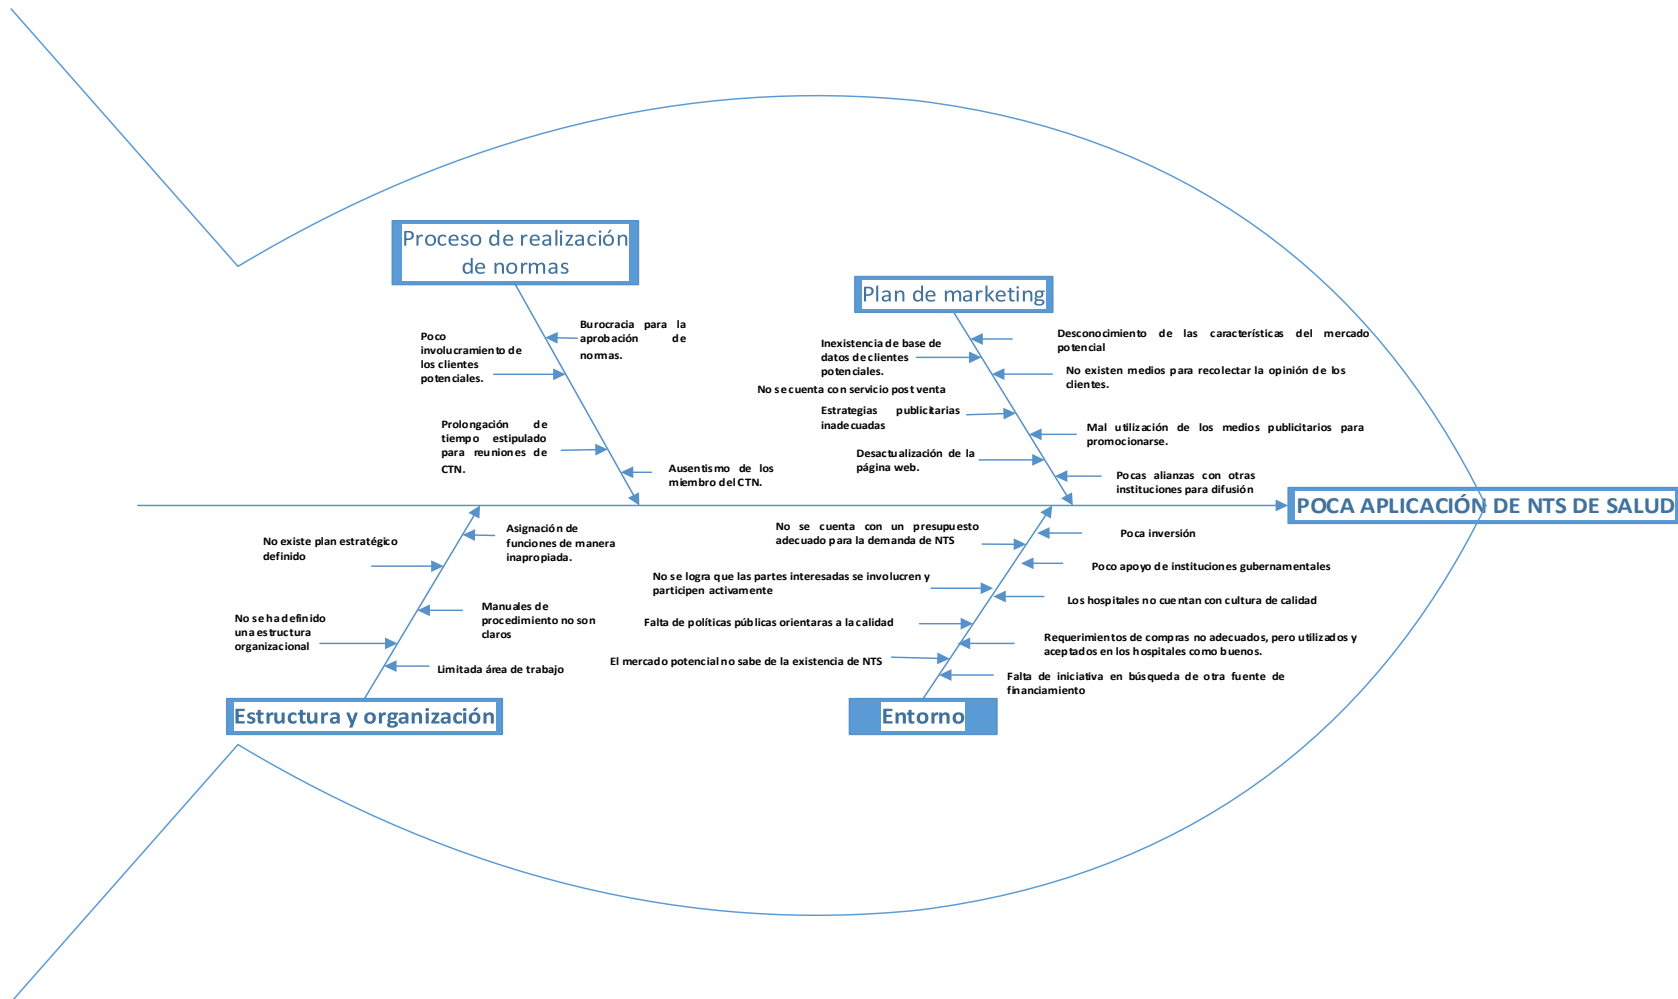 Proceso de realización
de normas
Plan de marketing
Burocracia para la
aprobación de
normas.
Poco
involucramiento de
los clientes
potenciales.
Prolongación de
tiempo estipulado
para reuniones de
CTN.
Ausentismo de los
miembro del CTN.
Inexistencia de base de
datos de clientes
potenciales.
No se cuenta con servicio post venta
Estrategias publicitarias
inadecuadas
Desactualización de la
página web.
Desconocimiento de las características del mercado
potencial
No existen medios para recolectar la opinión de los
clientes.
Mal utilización de los medios publicitarios para
promocionarse.
Pocas alianzas con otras
instituciones para difusión
POCA APLICACIÓN DE NTS DE SALUD
No existe plan estratégico
definido
Asignación de
funciones de manera
inapropiada.
No se ha definido
una estructura
organizacional
Manuales de
procedimiento no son
claros
Limitada área de trabajo
Estructura y organización
No se cuenta con un presupuesto
adecuado para la demanda de NTS
No se logra que las partes interesadas se involucren y
participen activamente
Falta de políticas públicas orientaras a la calidad
El mercado potencial no sabe de la existencia de NTS
Poca inversión
Poco apoyo de instituciones gubernamentales
Los hospitales no cuentan con cultura de calidad
Requerimientos de compras no adecuados, pero utilizados y
aceptados en los hospitales como buenos.
Falta de iniciativa en búsqueda de otra fuente de
financiamiento
Entorno